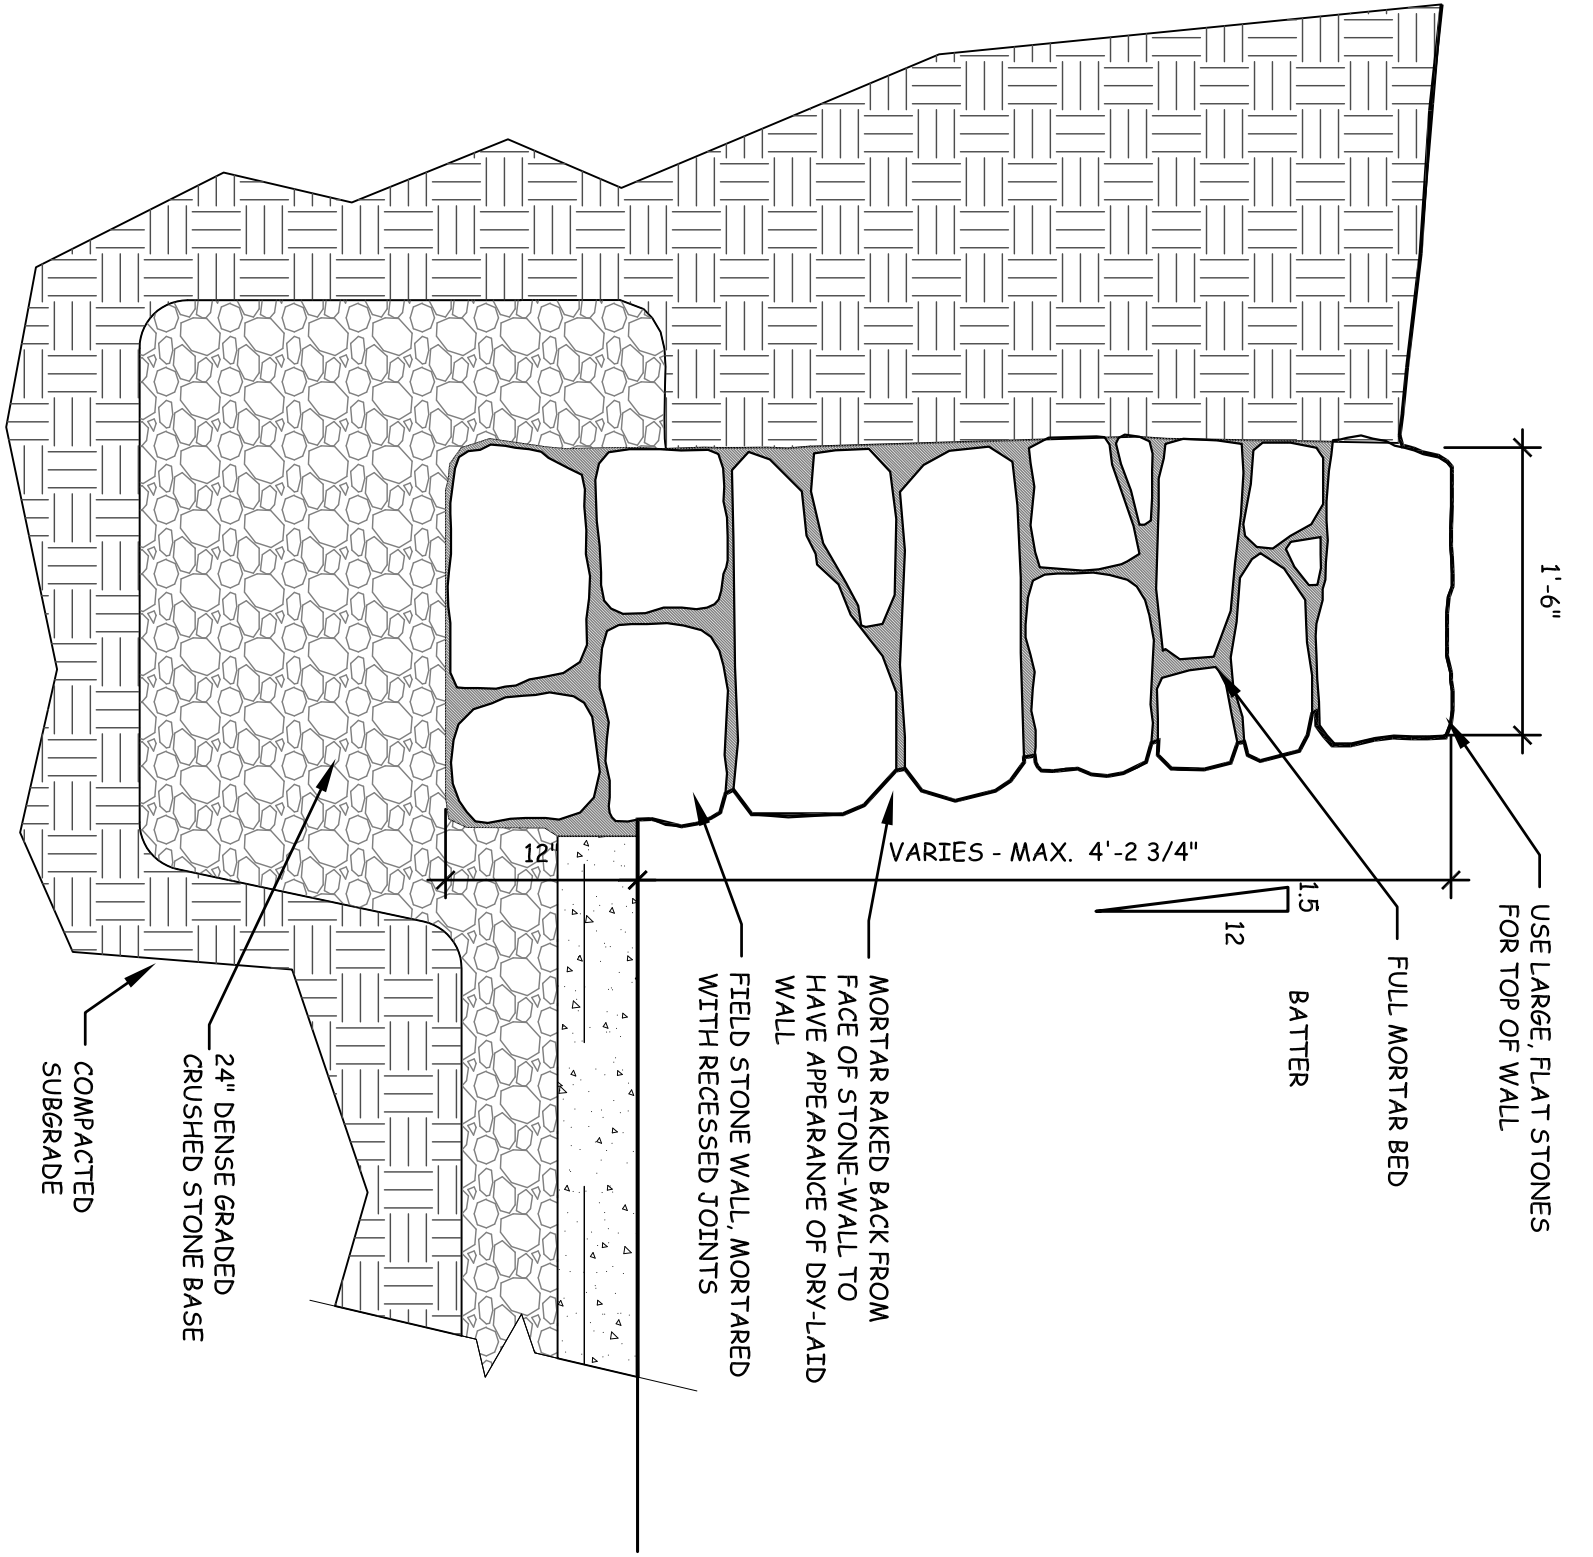 1'-6"
USE LARGE, FLAT STONES
FOR TOP OF WALL
FULL MORTAR BED
1.5
12
BATTER
VARIES - MAX. 4'-2 3/4"
MORTAR RAKED BACK FROM
FACE OF STONE-WALL TO
HAVE APPEARANCE OF DRY-LAID
WALL
FIELD STONE WALL, MORTARED
WITH RECESSED JOINTS
12"
24" DENSE GRADED
CRUSHED STONE BASE
COMPACTED
SUBGRADE